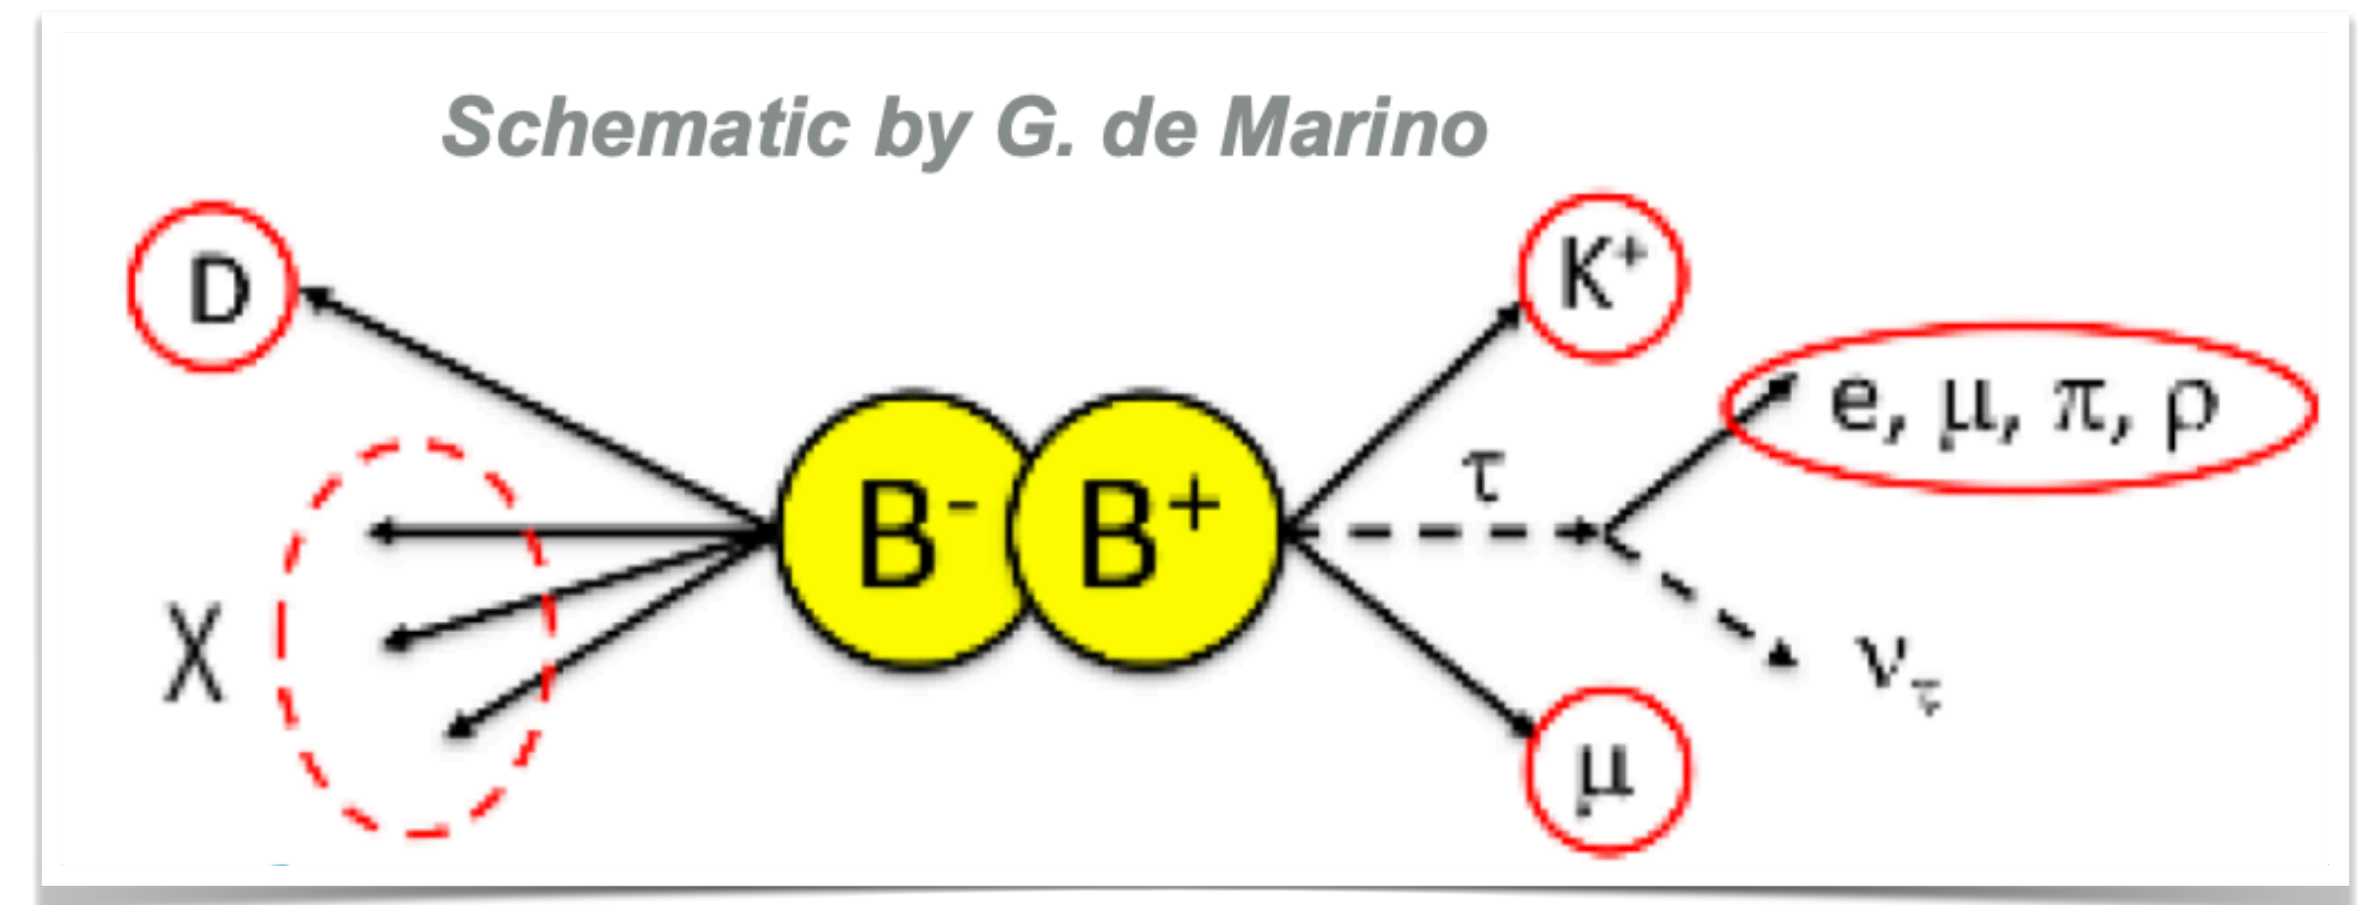 Schematic by G. de Marino
D
K⁺
e, μ, π, ρ
τ
B⁻ B⁺
X
ν_τ
μ